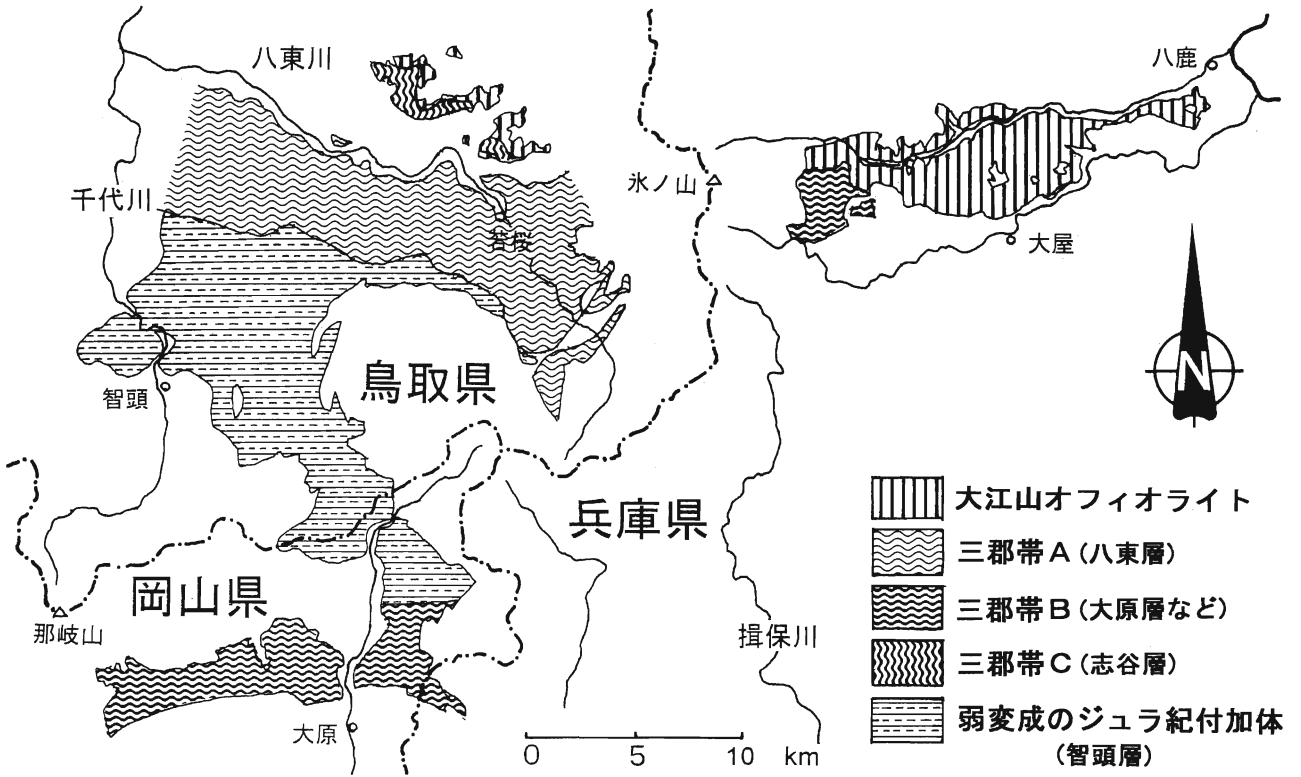 八東川
八鹿
氷ノ山
千代川
若桜
大屋
N
鳥取県
智頭
兵庫県
岡山県
那岐山
揖保川
大原
0 5 10 km
大江山オフィオライト
三郡帯A(八東層)
三郡帯B(大原層など)
三郡帯C(志谷層)
弱変成のジュラ紀付加体
(智頭層)